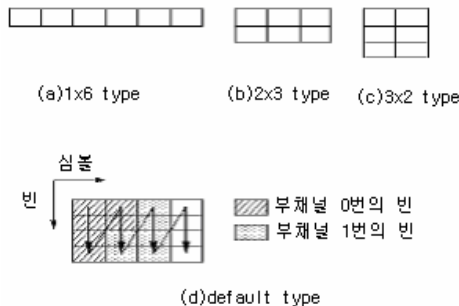 (a)1x6 type
(b)2x3 type
(c)3x2 type
심볼
빈
부채널 0번의 빈
부채널 1번의 빈
(d)default type